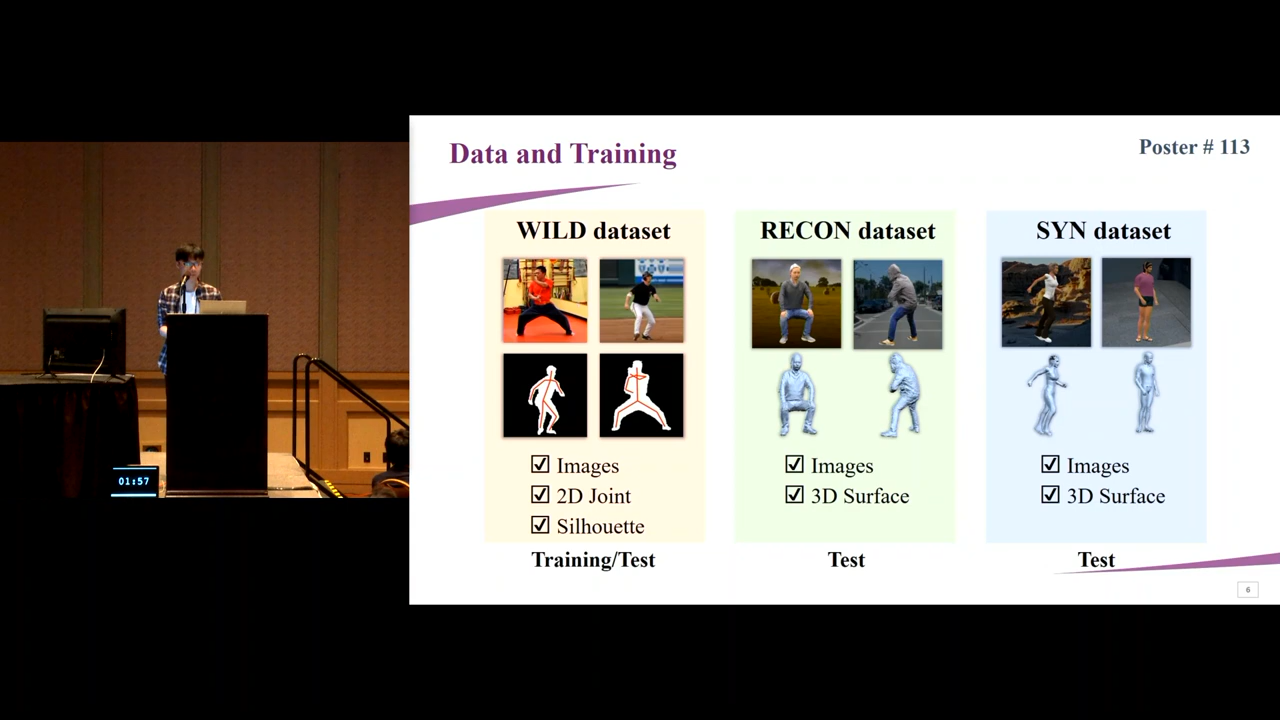 Data and Training
Poster # 113
WILD dataset
☑ Images
☑ 2D Joint
☑ Silhouette
Training/Test
RECON dataset
☑ Images
☑ 3D Surface
Test
SYN dataset
☑ Images
☑ 3D Surface
Test
6
01:57